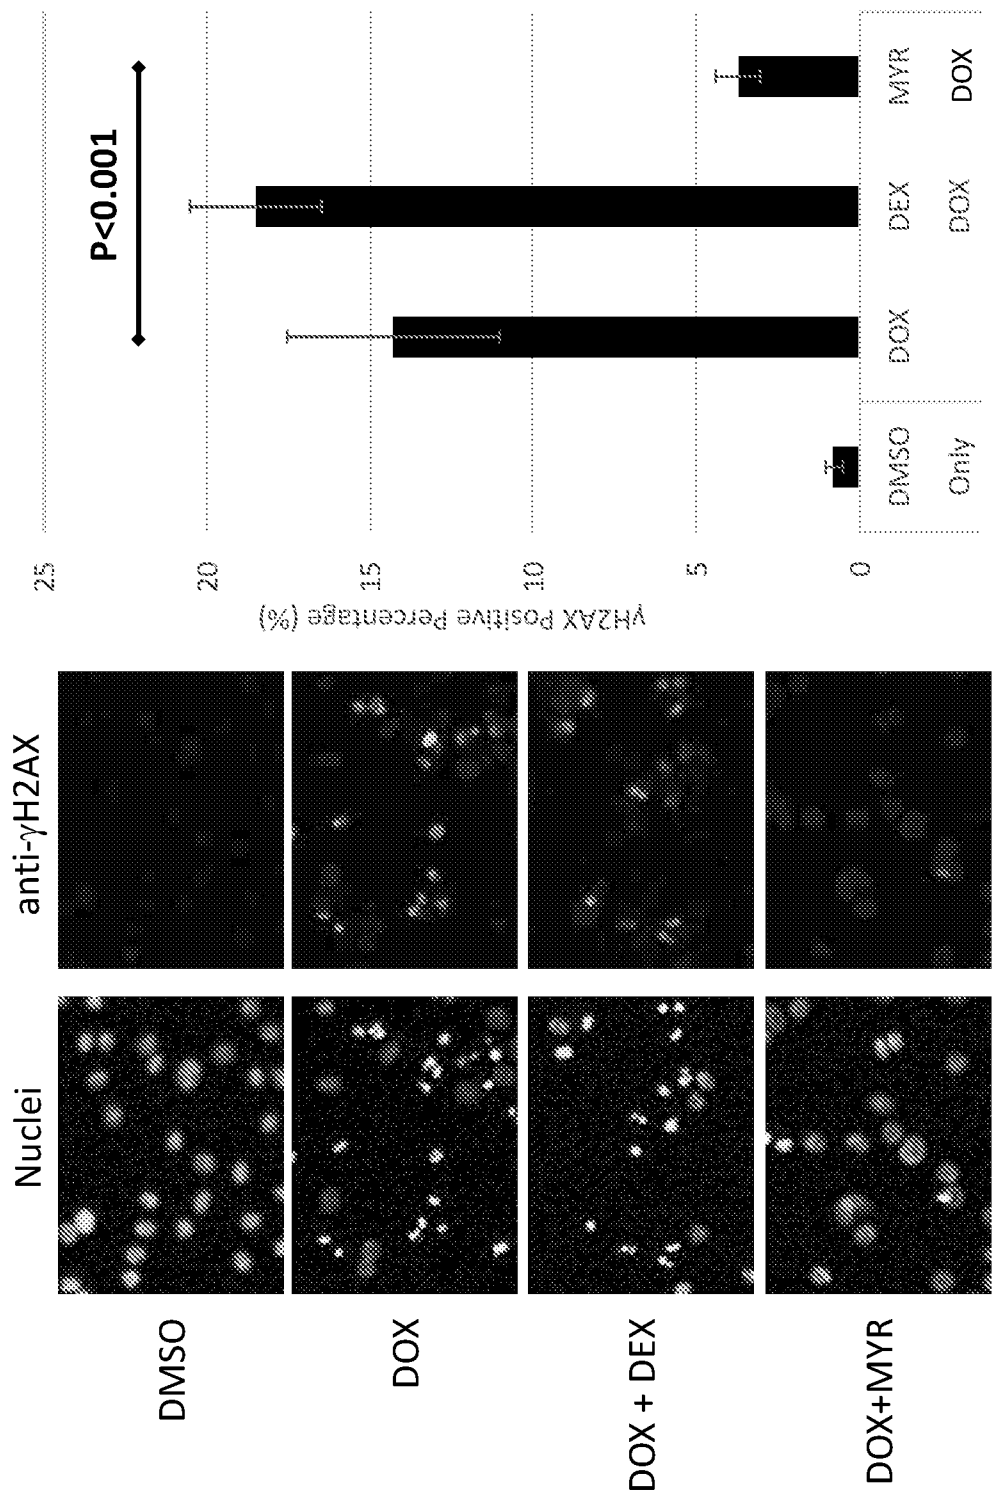 Nuclei
anti-γH2AX
DMSO
DOX
DOX + DEX
DOX+MYR
γH2AX Positive Percentage (%)
25
20
15
10
5
0
P<0.001
DMSO
DOX
DEX
MYR
Only
DOX
DOX